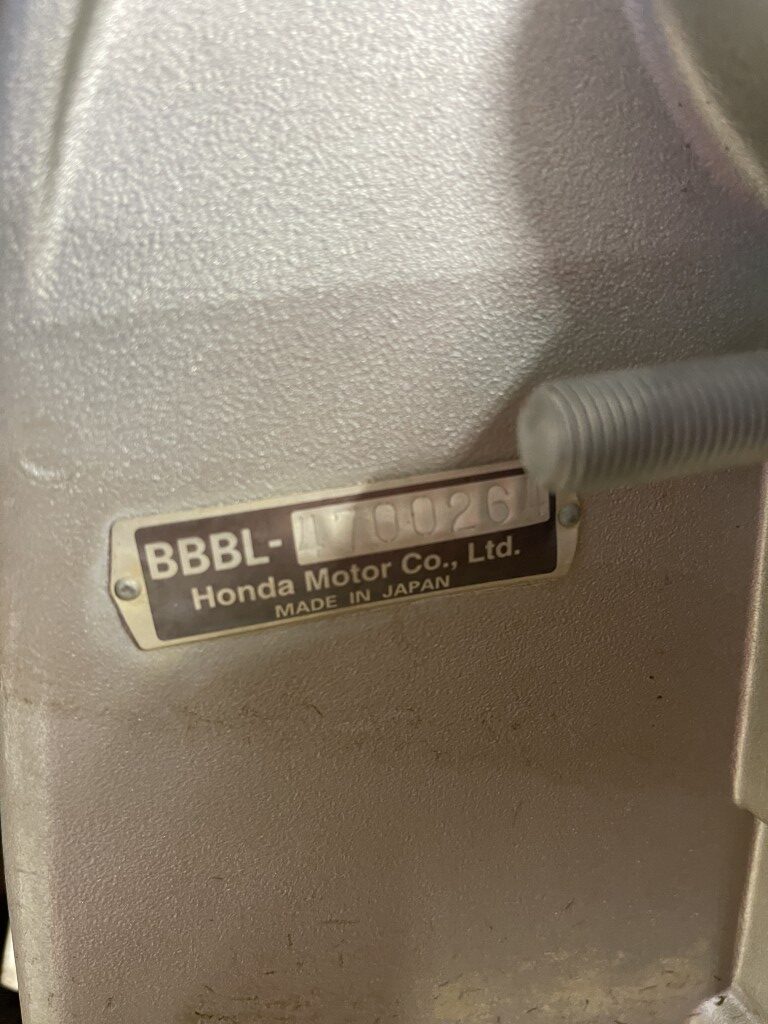 BBBL-
Honda Motor Co., Ltd.
MADE IN JAPAN